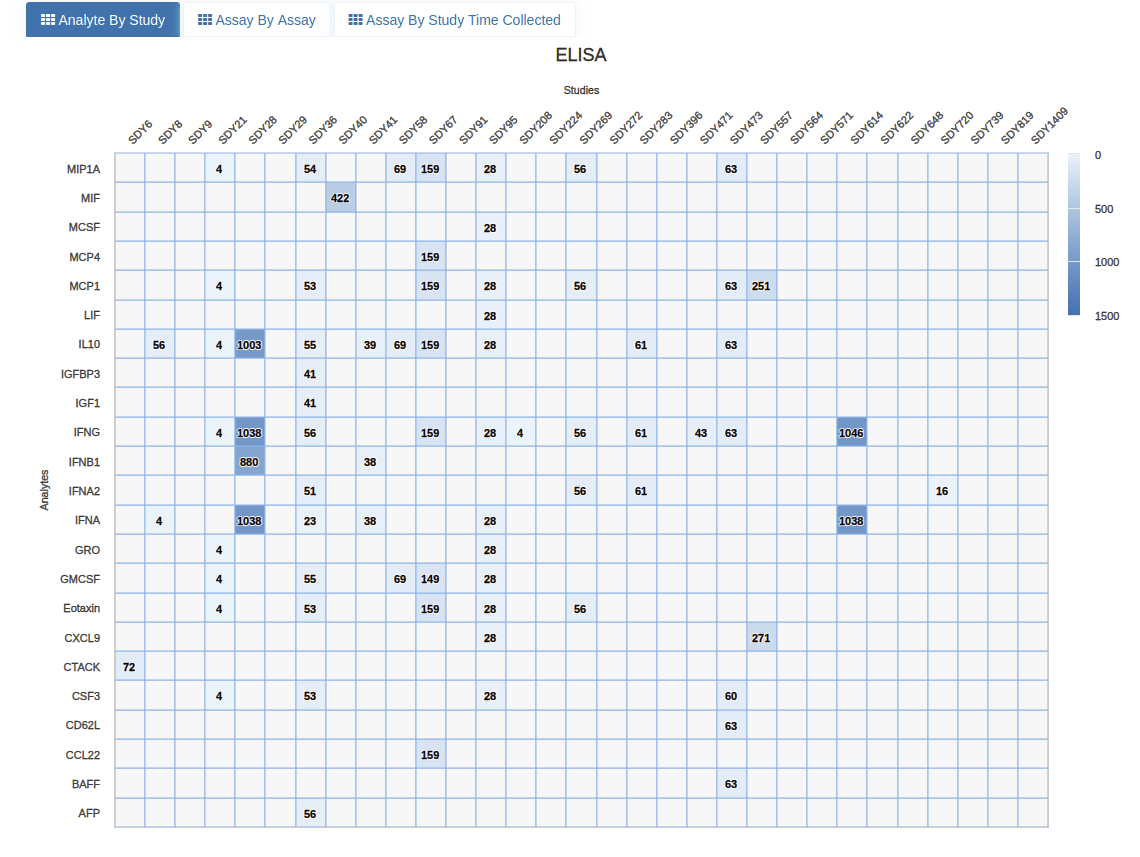 Analyte By Study Assay By Assay Assay By Study Time Collected
ELISA
Studies
SDY6 SDY8 SDY9 SDY21 SDY28 SDY29 SDY36 SDY40 SDY41 SDY58 SDY67 SDY91 SDY95 SDY208 SDY224 SDY269 SDY272 SDY283 SDY396 SDY471 SDY473 SDY557 SDY564 SDY571 SDY614 SDY622 SDY648 SDY720 SDY739 SDY819 SDY1409
MIP1A 4 54 69 159 28 56 63 0
MIF 422
500
MCSF 28
MCP4 159 1000
MCP1 4 53 159 28 56 63 251
LIF 28 1500
IL10 56 4 1003 55 39 69 159 28 61 63
IGFBP3 41
IGF1 41
IFNG 4 1038 56 159 28 4 56 61 43 63 1046
IFNB1 880 38
Analytes
IFNA2 51 56 61 16
IFNA 4 1038 23 38 28 1038
GRO 4 28
GMCSF 4 55 69 149 28
Eotaxin 4 53 159 28 56
CXCL9 28 271
CTACK 72
CSF3 4 53 28 60
CD62L 63
CCL22 159
BAFF 63
AFP 56